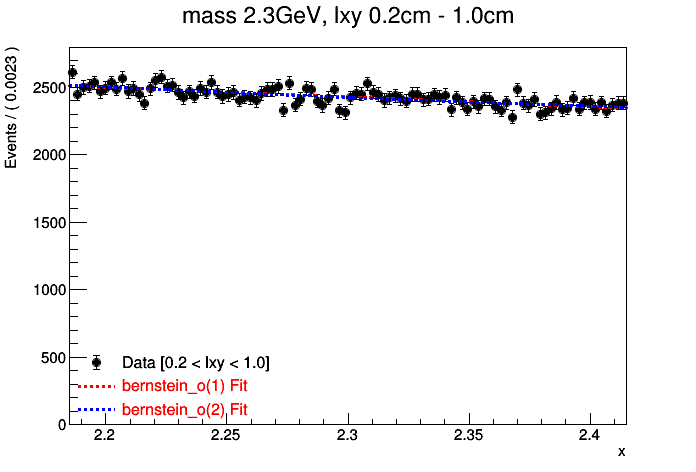 mass 2.3GeV, lxy 0.2cm - 1.0cm
Events / ( 0.0023 )
2500
2000
1500
1000
500
0
Data [0.2 < lxy < 1.0]
bernstein_o(1) Fit
bernstein_o(2) Fit
2.2
2.25
2.3
2.35
2.4
x